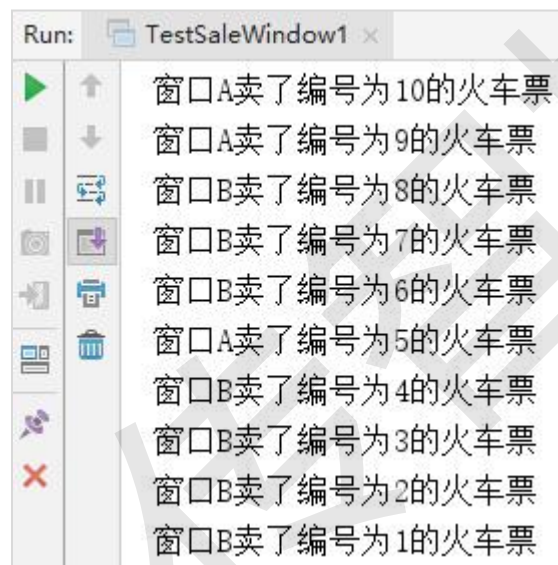 Run: TestSaleWindow1
窗口A卖了编号为10的火车票
窗口A卖了编号为9的火车票
窗口B卖了编号为8的火车票
窗口B卖了编号为7的火车票
窗口B卖了编号为6的火车票
窗口A卖了编号为5的火车票
窗口B卖了编号为4的火车票
窗口B卖了编号为3的火车票
窗口B卖了编号为2的火车票
窗口B卖了编号为1的火车票